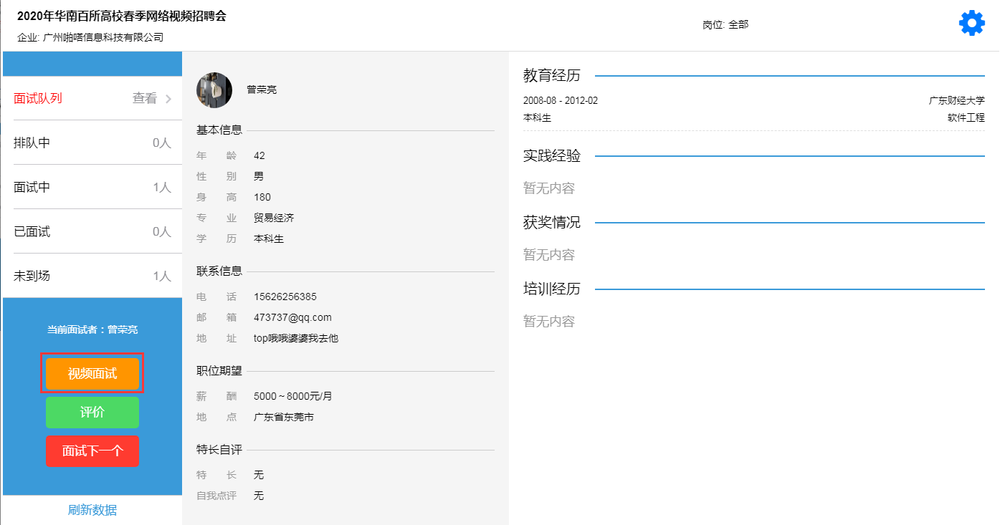 2020年华南百所高校春季网络视频招聘会
企业: 广州啪嗒信息科技有限公司
岗位: 全部
面试队列 查看
排队中 0人
面试中 1人
已面试 0人
未到场 1人
当前面试者：曾荣亮
视频面试
评价
面试下一个
刷新数据
曾荣亮
基本信息
年 龄 42
性 别 男
身 高 180
专 业 贸易经济
学 历 本科生
联系信息
电 话 15626256385
邮 箱 473737@qq.com
地 址 top哦哦婆婆我去他
职位期望
薪 酬 5000～8000元/月
地 点 广东省东莞市
特长自评
特 长 无
自我点评 无
教育经历
2008-08 - 2012-02 广东财经大学
本科生 软件工程
实践经验
暂无内容
获奖情况
暂无内容
培训经历
暂无内容